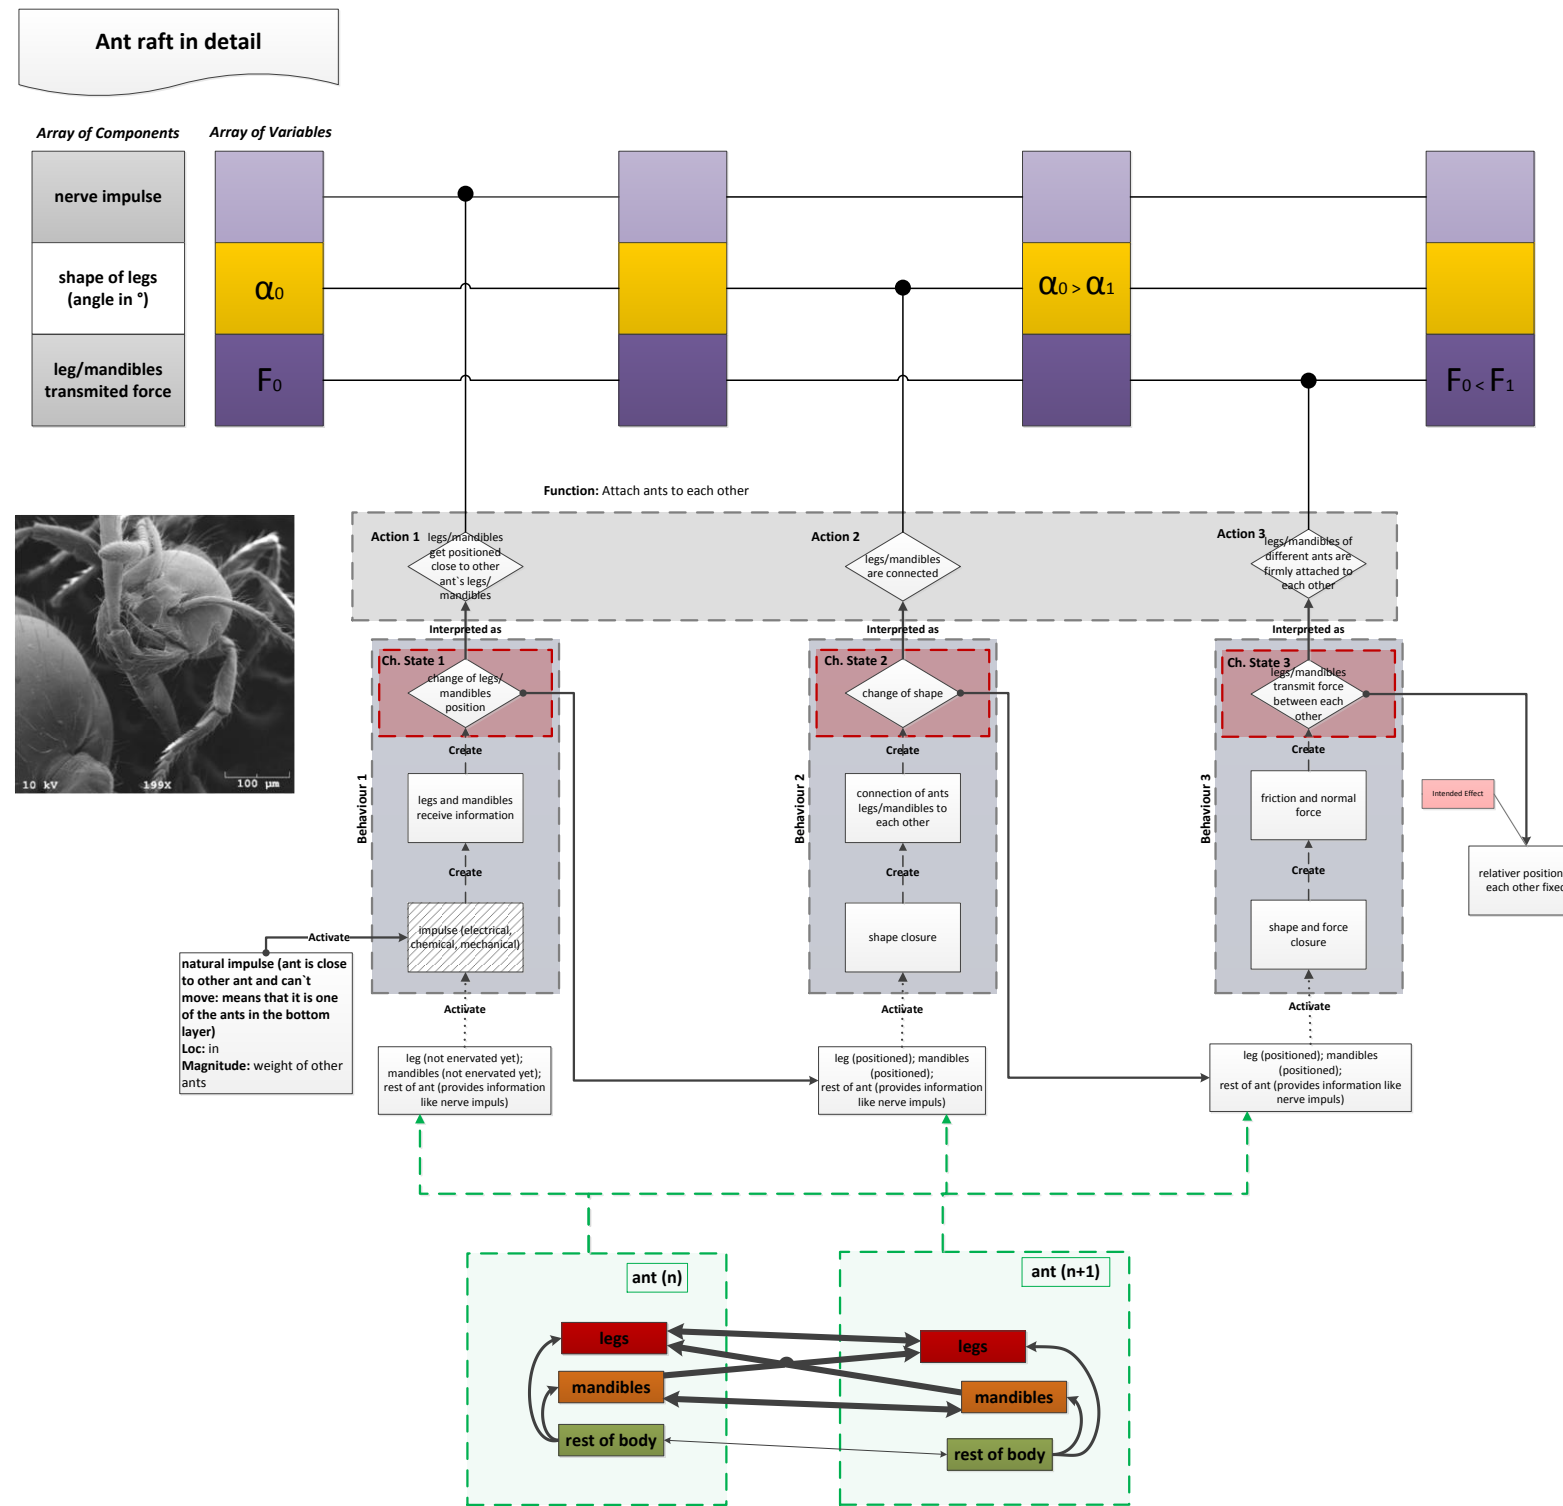 Ant raft in detail
Array of Components
Array of Variables
nerve impulse
shape of legs
(angle in °)
α0
α0 > α1
leg/mandibles
transmited force
F0
F0 < F1
Function: Attach ants to each other
Action 1
legs/mandibles
get positioned
close to other
ant`s legs/
mandibles
Action 2
legs/mandibles
are connected
Action 3
legs/mandibles of
different ants are
firmly attached to
each other
Interpreted as
Interpreted as
Interpreted as
Ch. State 1
change of legs/
mandibles
position
Ch. State 2
change of shape
Ch. State 3
legs/mandibles
transmit force
between each
other
10 kV
199X
100 µm
Create
Create
Create
Behaviour 1
legs and mandibles
receive information
Behaviour 2
connection of ants
legs/mandibles to
each other
Behaviour 3
friction and normal
force
Intended Effect
relativer position
each other fixed
Create
Create
Create
impulse (electrical,
chemical, mechanical)
shape closure
shape and force
closure
Activate
natural impulse (ant is close
to other ant and can`t
move: means that it is one
of the ants in the bottom
layer)
Loc: in
Magnitude: weight of other
ants
Activate
Activate
Activate
leg (not enervated yet);
mandibles (not enervated yet);
rest of ant (provides information
like nerve impuls)
leg (positioned); mandibles
(positioned);
rest of ant (provides information
like nerve impuls)
leg (positioned); mandibles
(positioned);
rest of ant (provides information like
nerve impuls)
ant (n)
legs
mandibles
rest of body
ant (n+1)
legs
mandibles
rest of body